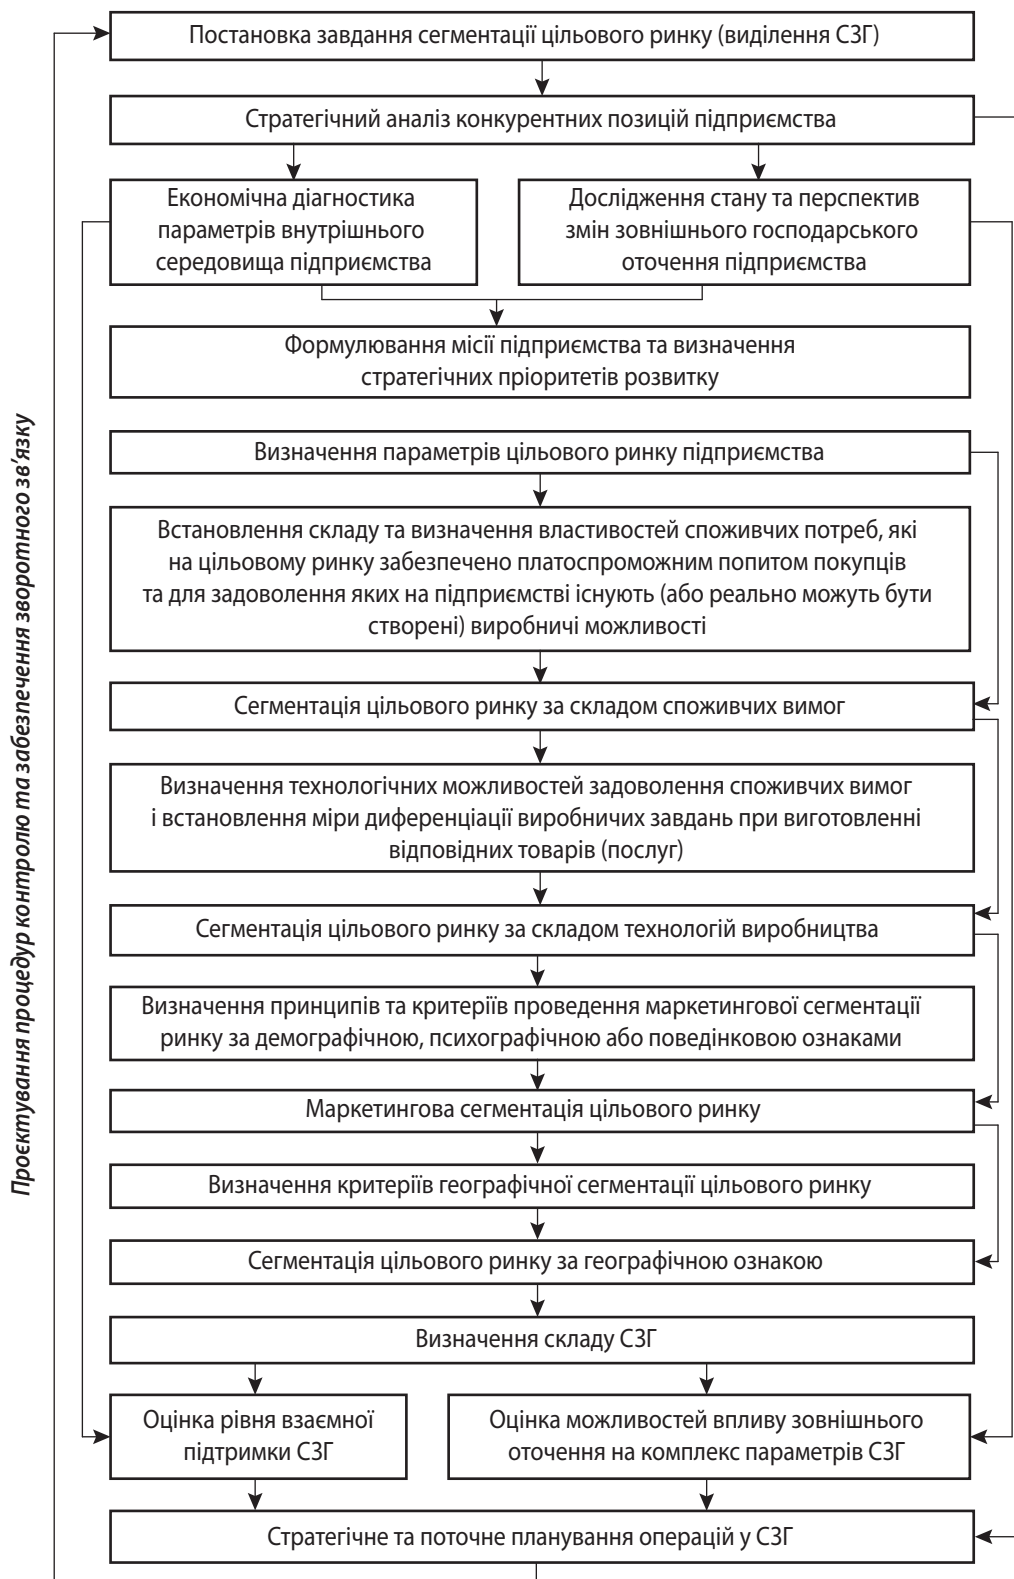 Постановка завдання сегментації цільового ринку (виділення СЗГ)
Стратегічний аналіз конкурентних позицій підприємства
Економічна діагностика
параметрів внутрішнього
середовища підприємства
Дослідження стану та перспектив
змін зовнішнього господарського
оточення підприємства
Формулювання місії підприємства та визначення
стратегічних пріоритетів розвитку
Визначення параметрів цільового ринку підприємства
Встановлення складу та визначення властивостей споживчих потреб, які
на цільовому ринку забезпечено платоспроможним попитом покупців
та для задоволення яких на підприємстві існують (або реально можуть бути
створені) виробничі можливості
Сегментація цільового ринку за складом споживчих вимог
Визначення технологічних можливостей задоволення споживчих вимог
і встановлення міри диференціації виробничих завдань при виготовленні
відповідних товарів (послуг)
Сегментація цільового ринку за складом технологій виробництва
Визначення принципів та критеріїв проведення маркетингової сегментації
ринку за демографічною, психографічною або поведінковою ознаками
Маркетингова сегментація цільового ринку
Визначення критеріїв географічної сегментації цільового ринку
Сегментація цільового ринку за географічною ознакою
Визначення складу СЗГ
Оцінка рівня взаємної
підтримки СЗГ
Оцінка можливостей впливу зовнішнього
оточення на комплекс параметрів СЗГ
Стратегічне та поточне планування операцій у СЗГ
Проєктування процедур контролю та забезпечення зворотного зв’язку